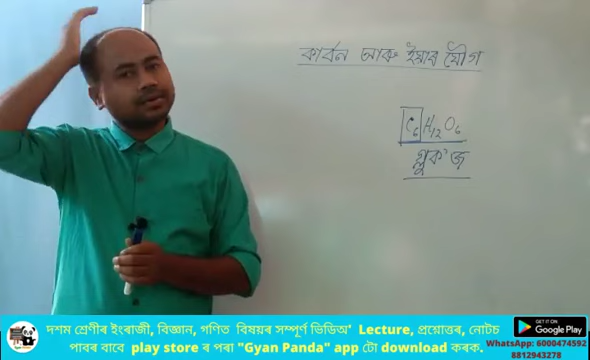 কাৰ্বন আৰু ইয়াৰ যৌগ
C₆H₁₂O₆
গ্লুক'জ
দশম শ্ৰেণীৰ ইংৰাজী, বিজ্ঞান, গণিত বিষয়ৰ সম্পূৰ্ণ ভিডিঅ' Lecture, প্ৰশ্নোত্তৰ, নোটচ
পাবৰ বাবে play store ৰ পৰা "Gyan Panda" app টো download কৰক.
GET IT ON
Google Play
WhatsApp: 6000474592
8812943278